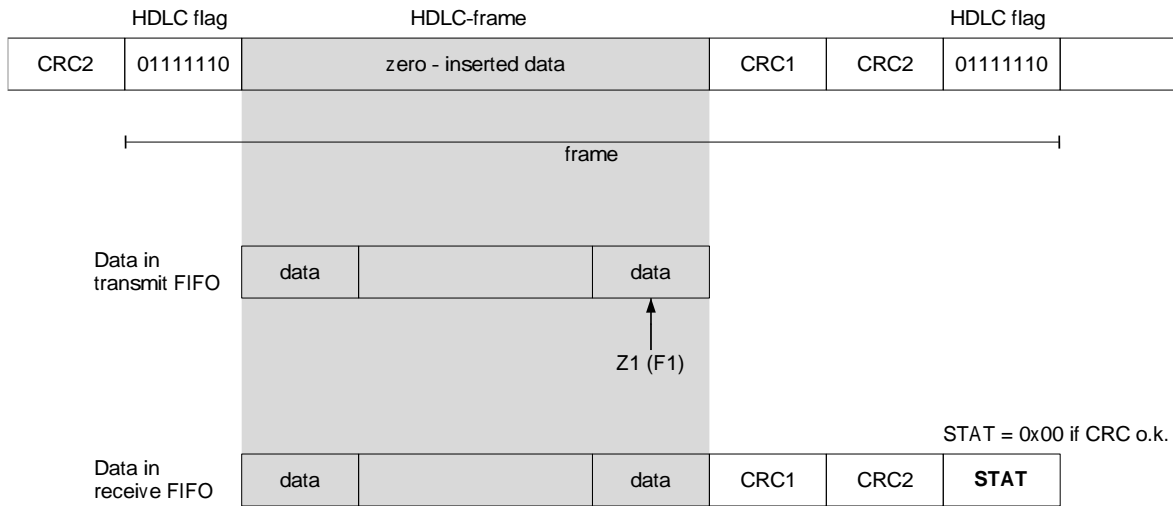 HDLC flag HDLC-frame HDLC flag
CRC2 01111110 zero - inserted data CRC1 CRC2 01111110
frame
Data in
transmit FIFO
data data
Z1 (F1)
STAT = 0x00 if CRC o.k.
Data in
receive FIFO
data data CRC1 CRC2 STAT